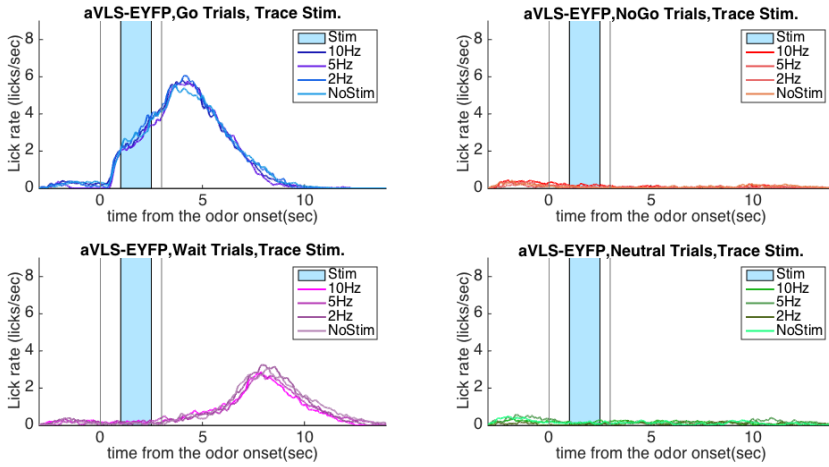 aVLS-EYFP,Go Trials, Trace Stim.
Lick rate (licks/sec)
8
6
4
2
0
Stim
10Hz
5Hz
2Hz
NoStim
0 5 10
time from the odor onset(sec)
aVLS-EYFP,NoGo Trials,Trace Stim.
Lick rate (licks/sec)
8
6
4
2
0
Stim
10Hz
5Hz
2Hz
NoStim
0 5 10
time from the odor onset(sec)
aVLS-EYFP,Wait Trials,Trace Stim.
Lick rate (licks/sec)
8
6
4
2
0
Stim
10Hz
5Hz
2Hz
NoStim
0 5 10
time from the odor onset(sec)
aVLS-EYFP,Neutral Trials,Trace Stim.
Lick rate (licks/sec)
8
6
4
2
0
Stim
10Hz
5Hz
2Hz
NoStim
0 5 10
time from the odor onset(sec)